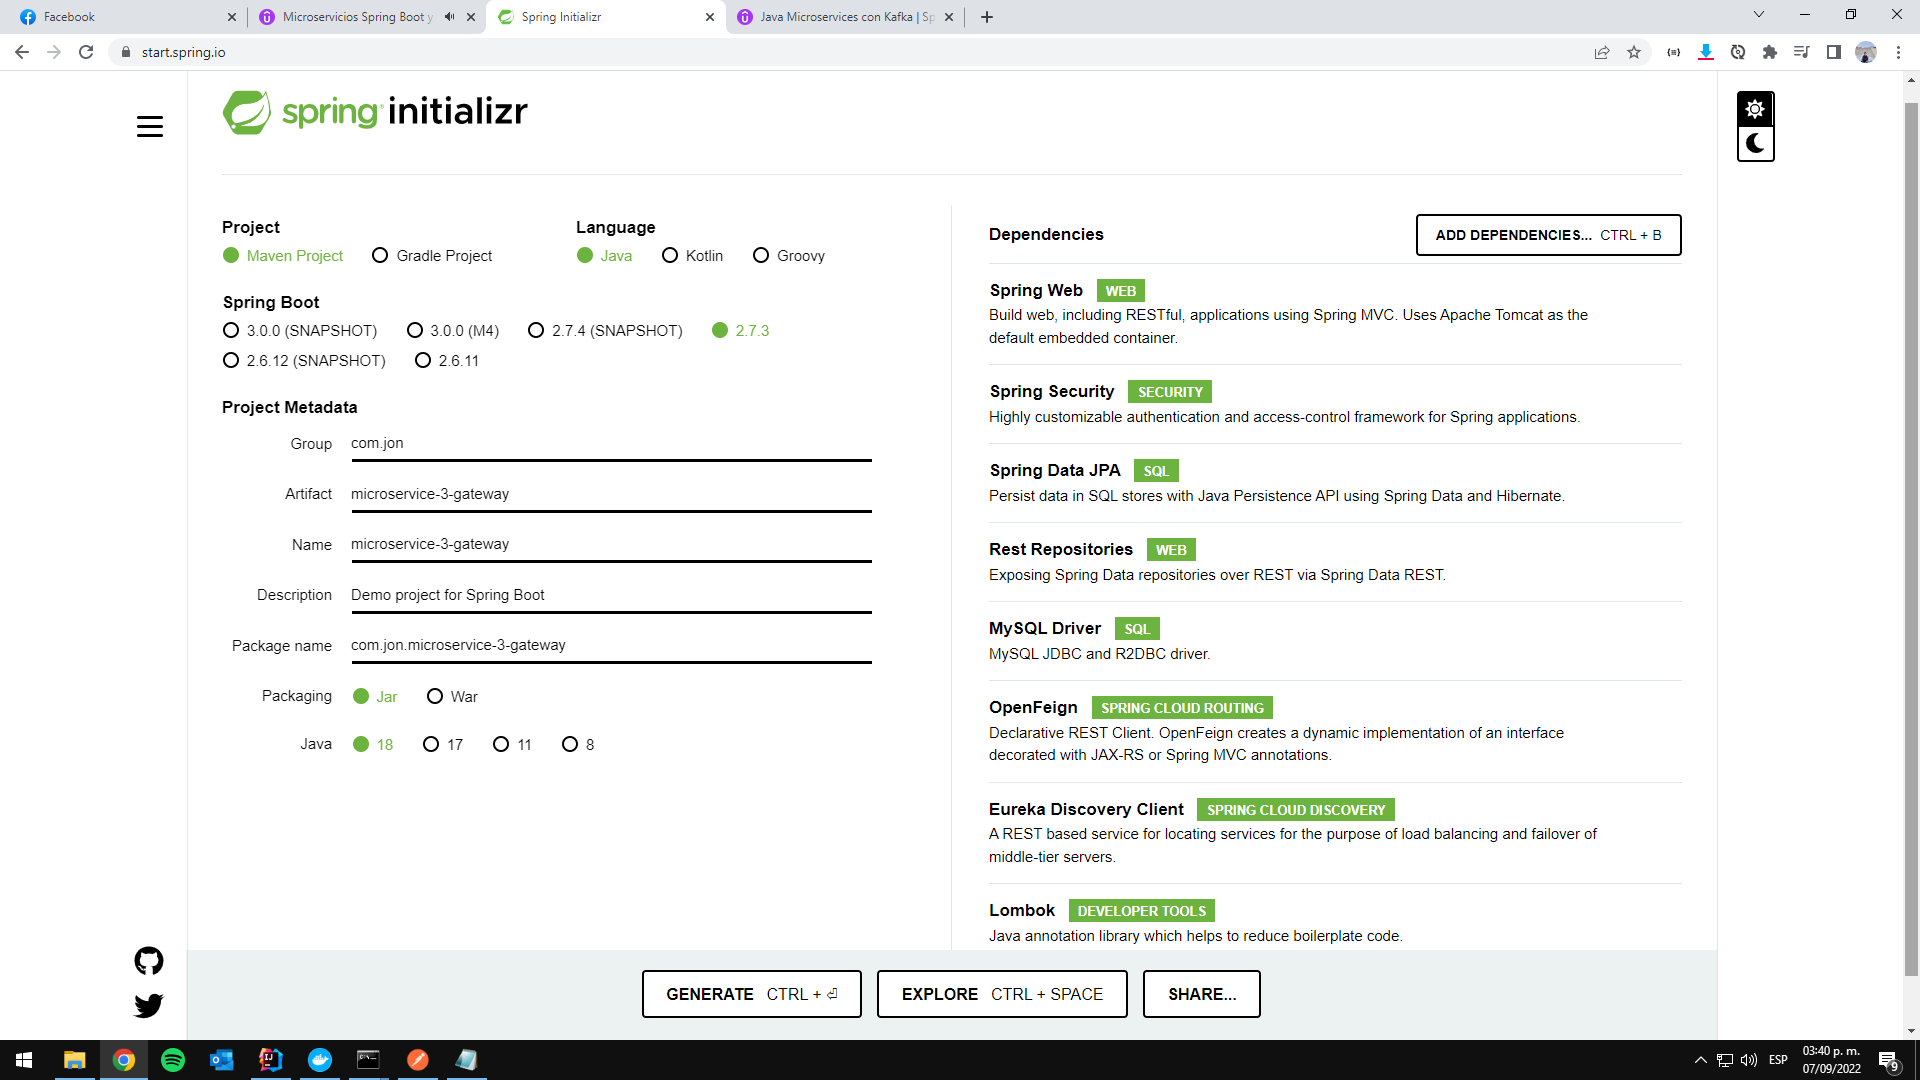 Facebook
Microservicios Spring Boot y
Spring Initializr
Java Microservices con Kafka | Sp
start.spring.io
spring initializr
Project
Maven Project
Gradle Project
Language
Java
Kotlin
Groovy
Spring Boot
3.0.0 (SNAPSHOT)
3.0.0 (M4)
2.7.4 (SNAPSHOT)
2.7.3
2.6.12 (SNAPSHOT)
2.6.11
Project Metadata
Group com.jon
Artifact microservice-3-gateway
Name microservice-3-gateway
Description Demo project for Spring Boot
Package name com.jon.microservice-3-gateway
Packaging Jar War
Java 18 17 11 8
Dependencies
ADD DEPENDENCIES... CTRL + B
Spring Web WEB
Build web, including RESTful, applications using Spring MVC. Uses Apache Tomcat as the
default embedded container.
Spring Security SECURITY
Highly customizable authentication and access-control framework for Spring applications.
Spring Data JPA SQL
Persist data in SQL stores with Java Persistence API using Spring Data and Hibernate.
Rest Repositories WEB
Exposing Spring Data repositories over REST via Spring Data REST.
MySQL Driver SQL
MySQL JDBC and R2DBC driver.
OpenFeign SPRING CLOUD ROUTING
Declarative REST Client. OpenFeign creates a dynamic implementation of an interface
decorated with JAX-RS or Spring MVC annotations.
Eureka Discovery Client SPRING CLOUD DISCOVERY
A REST based service for locating services for the purpose of load balancing and failover of
middle-tier servers.
Lombok DEVELOPER TOOLS
Java annotation library which helps to reduce boilerplate code.
GENERATE CTRL + ⏎
EXPLORE CTRL + SPACE
SHARE...
ESP
03:40 p. m.
07/09/2022
9